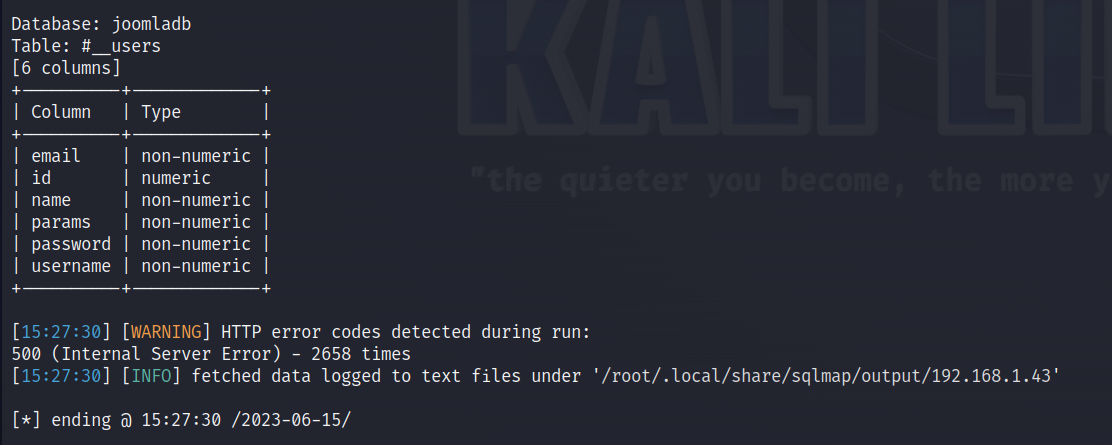 KALI LI
"the quieter you become, the more y
Database: joomladb
Table: #__users
[6 columns]
+----------+-------------+
| Column   | Type        |
+----------+-------------+
| email    | non-numeric |
| id       | numeric     |
| name     | non-numeric |
| params   | non-numeric |
| password | non-numeric |
| username | non-numeric |
+----------+-------------+
[15:27:30] [WARNING] HTTP error codes detected during run:
500 (Internal Server Error) - 2658 times
[15:27:30] [INFO] fetched data logged to text files under '/root/.local/share/sqlmap/output/192.168.1.43'
[*] ending @ 15:27:30 /2023-06-15/